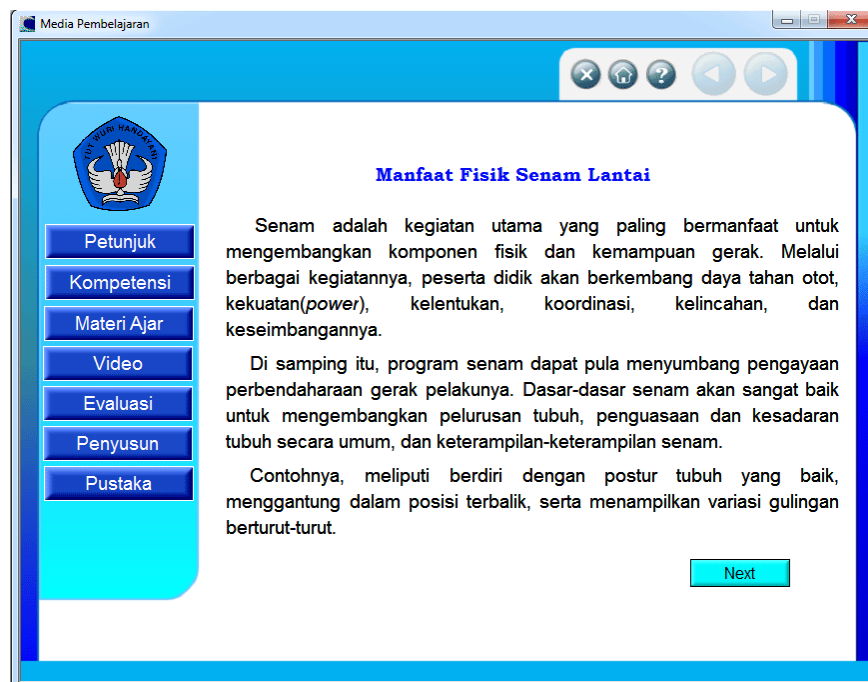 Media Pembelajaran
TUT WURI HANDAYANI
Petunjuk
Kompetensi
Materi Ajar
Video
Evaluasi
Penyusun
Pustaka
Manfaat Fisik Senam Lantai
Senam adalah kegiatan utama yang paling bermanfaat untuk
mengembangkan komponen fisik dan kemampuan gerak. Melalui
berbagai kegiatannya, peserta didik akan berkembang daya tahan otot,
kekuatan(power), kelentukan, koordinasi, kelincahan, dan
keseimbangannya.
Di samping itu, program senam dapat pula menyumbang pengayaan
perbendaharaan gerak pelakunya. Dasar-dasar senam akan sangat baik
untuk mengembangkan pelurusan tubuh, penguasaan dan kesadaran
tubuh secara umum, dan keterampilan-keterampilan senam.
Contohnya, meliputi berdiri dengan postur tubuh yang baik,
menggantung dalam posisi terbalik, serta menampilkan variasi gulingan
berturut-turut.
Next